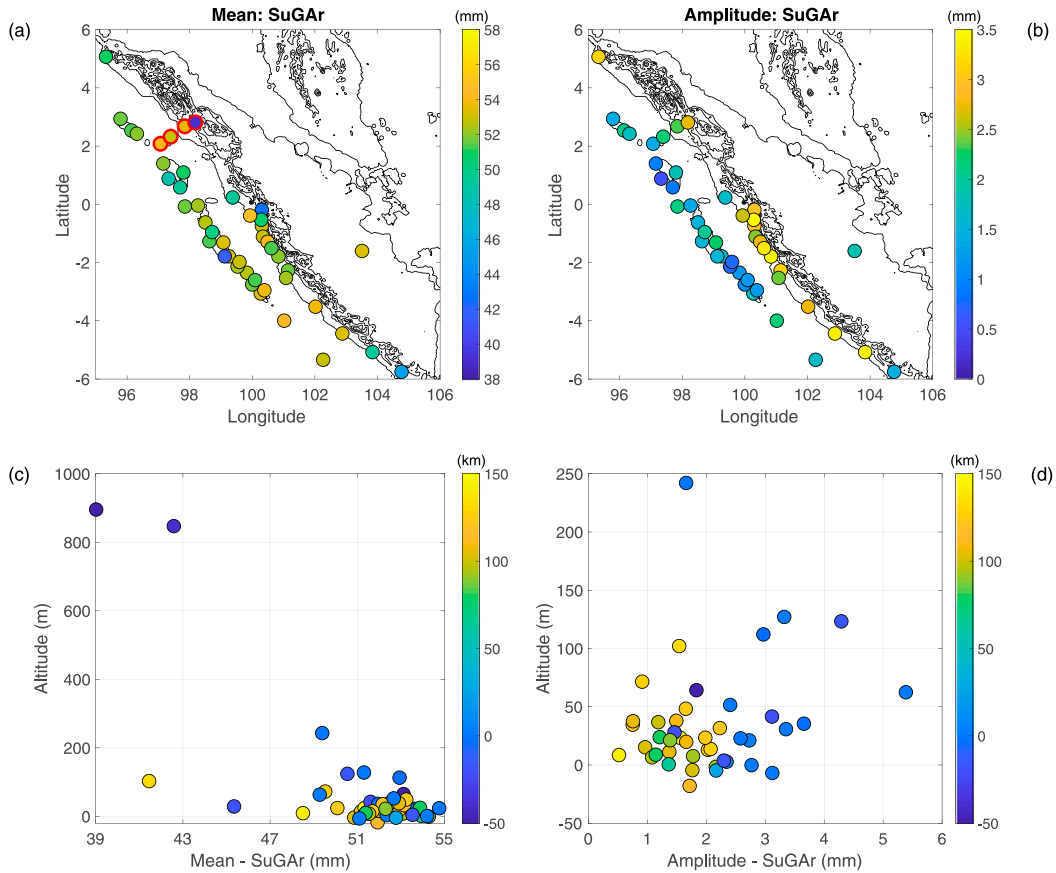 (a)
Mean: SuGAr
(mm)
6
4
2
0
-2
-4
-6
Latitude
96 98 100 102 104 106
Longitude
58
56
54
52
50
48
46
44
42
40
38
Amplitude: SuGAr
(mm)
(b)
6
4
2
0
-2
-4
-6
Latitude
96 98 100 102 104 106
Longitude
3.5
3
2.5
2
1.5
1
0.5
0
(c)
(km)
1000
800
600
400
200
0
Altitude (m)
39 43 47 51 55
Mean - SuGAr (mm)
150
100
50
0
-50
(km)
(d)
250
200
150
100
50
0
-50
Altitude (m)
0 1 2 3 4 5 6
Amplitude - SuGAr (mm)
150
100
50
0
-50